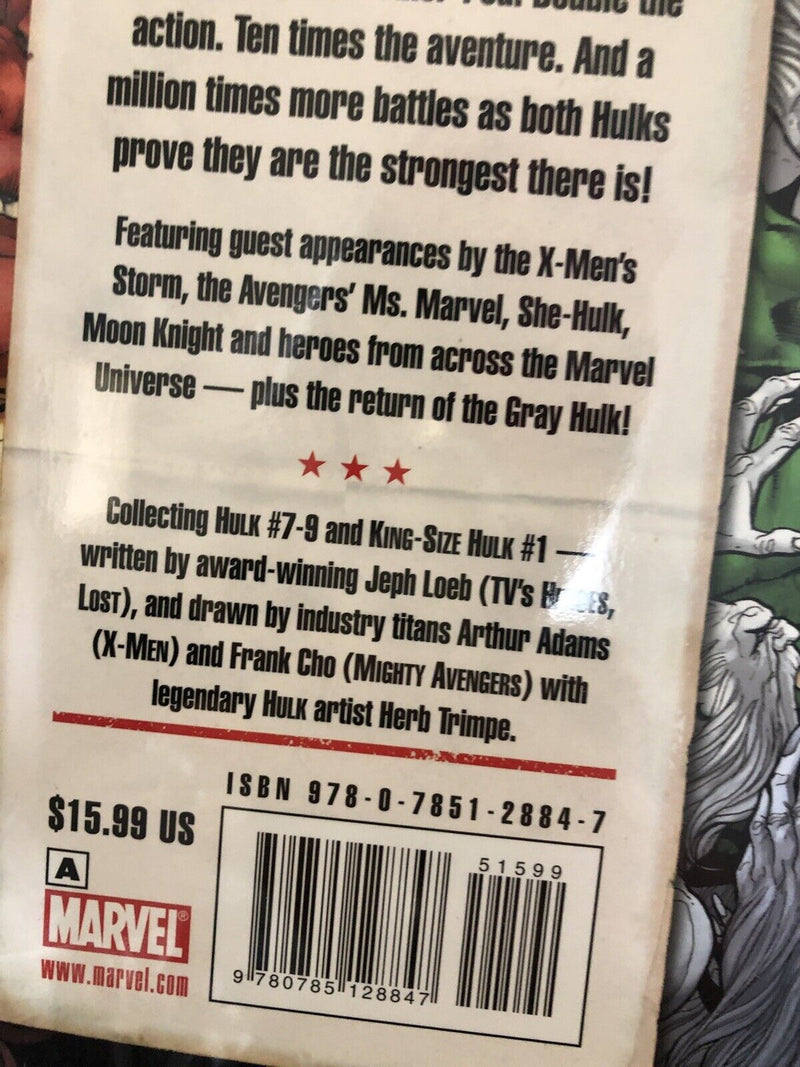 Double the
action. Ten times the aventure. And a
million times more battles as both Hulks
prove they are the strongest there is!
Featuring guest appearances by the X-Men's
Storm, the Avengers' Ms. Marvel, She-Hulk,
Moon Knight and heroes from across the Marvel
Universe — plus the return of the Gray Hulk!
Collecting HULK #7-9 and KING-SIZE HULK #1 —
written by award-winning Jeph Loeb (TV's
LOST), and drawn by industry titans Arthur Adams
(X-MEN) and Frank Cho (MIGHTY AVENGERS) with
legendary HULK artist Herb Trimpe.
ISBN 978-0-7851-2884-7
$15.99 US
51599
A
MARVEL®
www.marvel.com
9 780785 128847